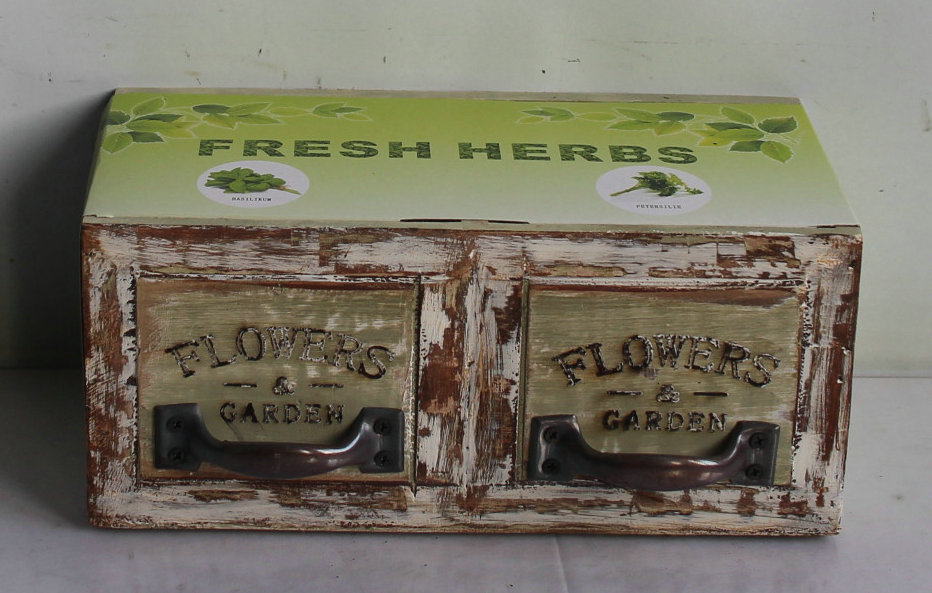 FRESH HERBS
BASILIKUM
PETERSILIE
FLOWERS
&
GARDEN
FLOWERS
&
GARDEN